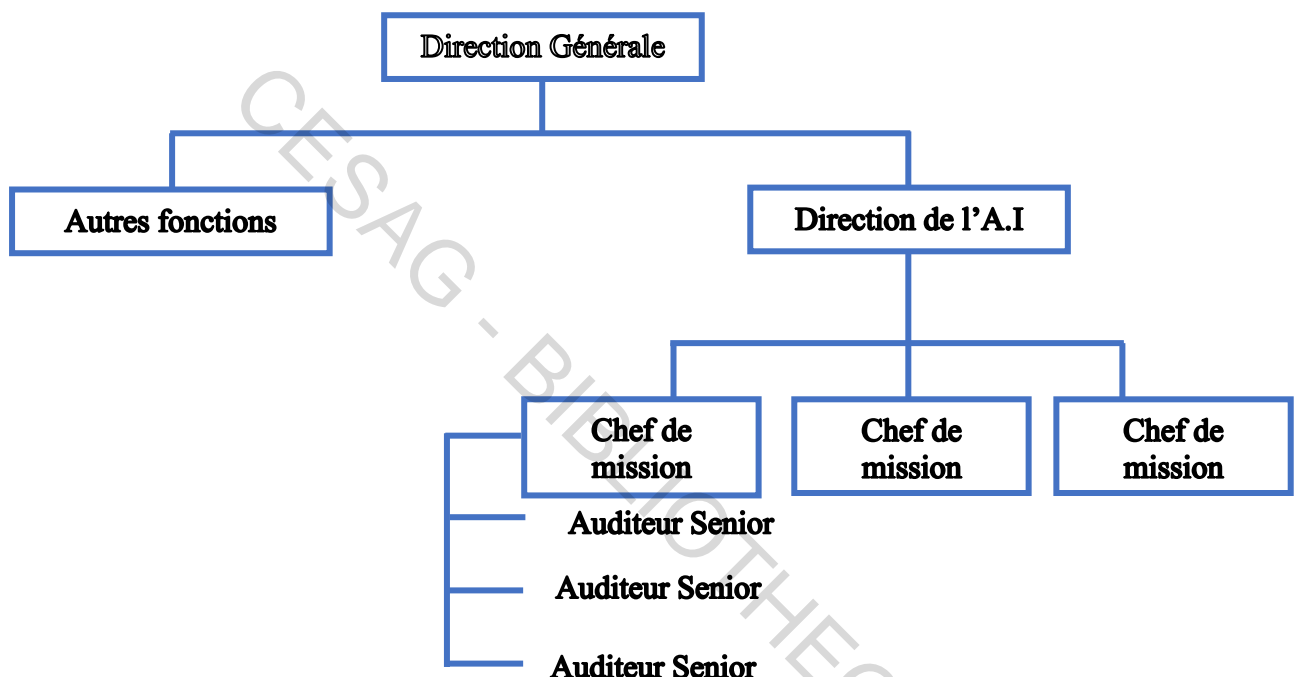 Direction Générale
Autres fonctions
Direction de l’A.I
Chef de
mission
Chef de
mission
Chef de
mission
Auditeur Senior
Auditeur Senior
Auditeur Senior
CESAG - BIBLIOTHEQ